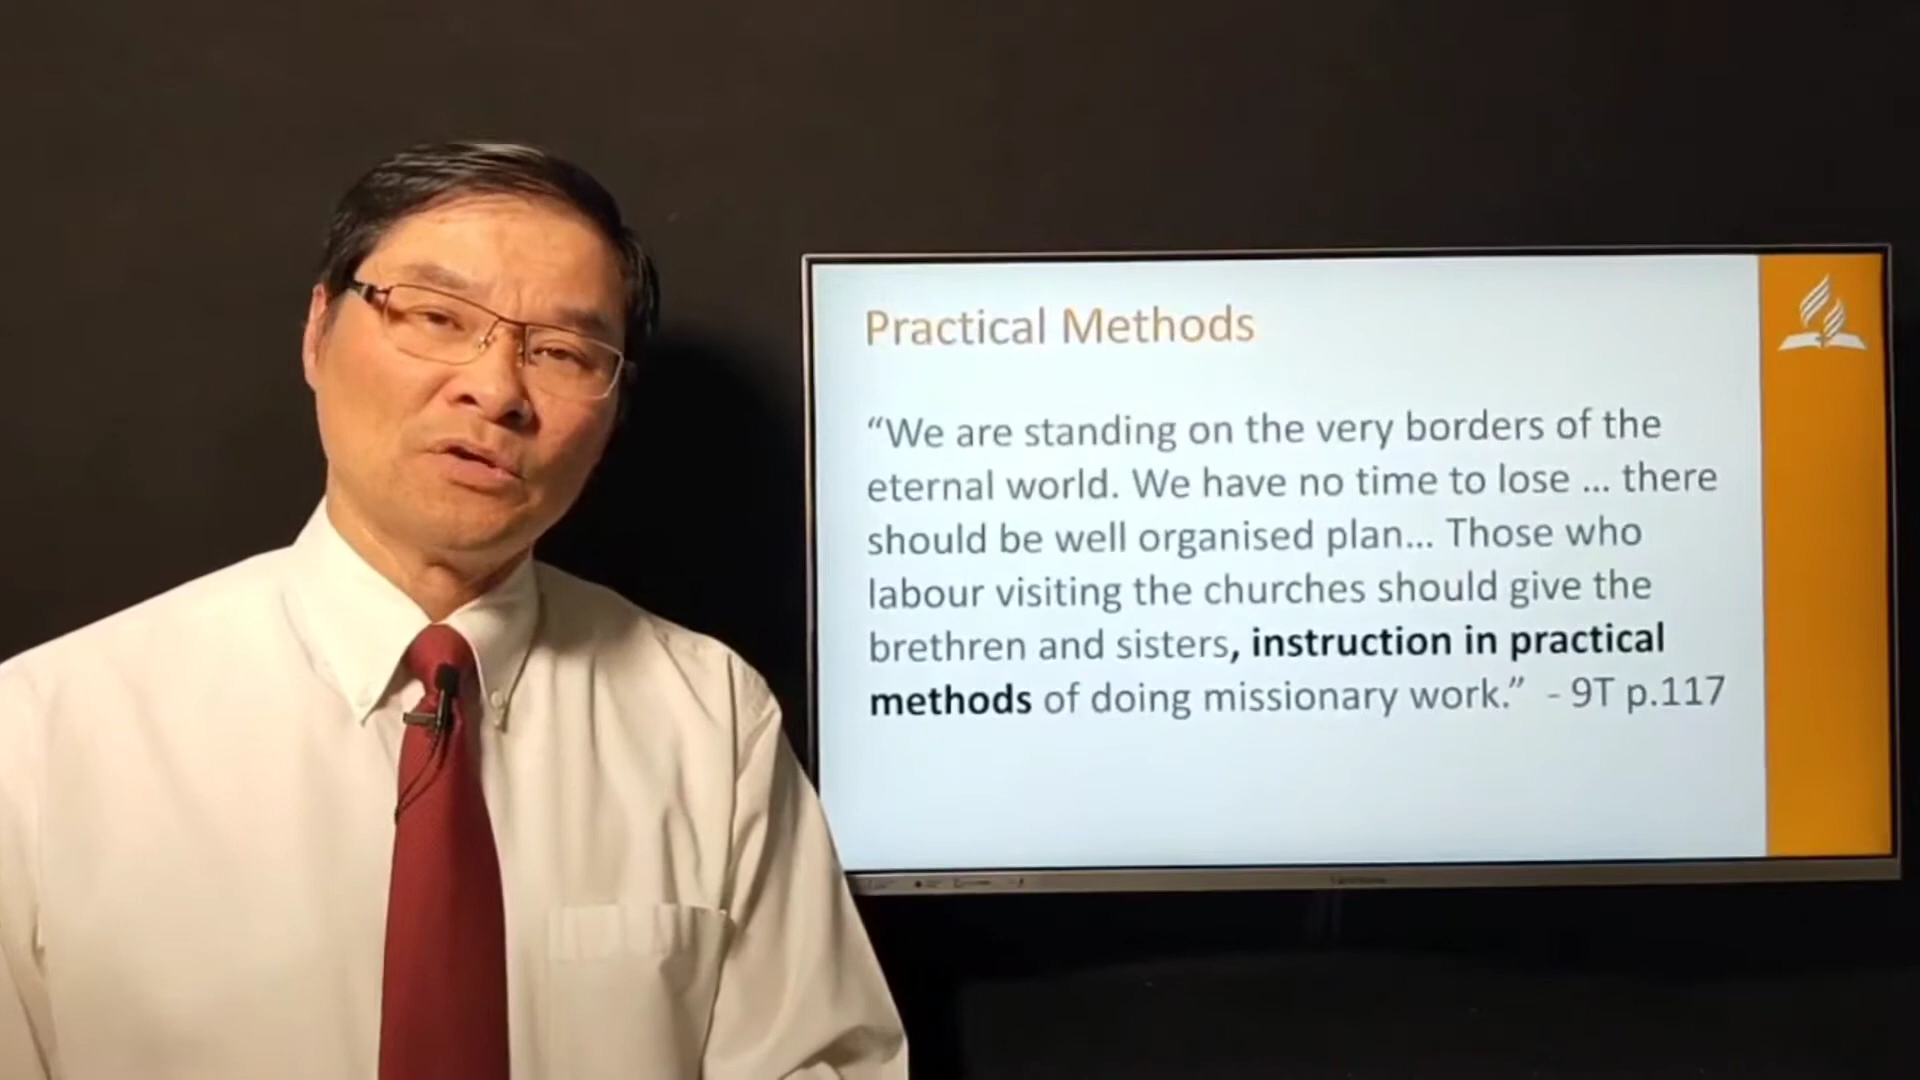 Practical Methods
“We are standing on the very borders of the
eternal world. We have no time to lose ... there
should be well organised plan... Those who
labour visiting the churches should give the
brethren and sisters, instruction in practical
methods of doing missionary work.” - 9T p.117